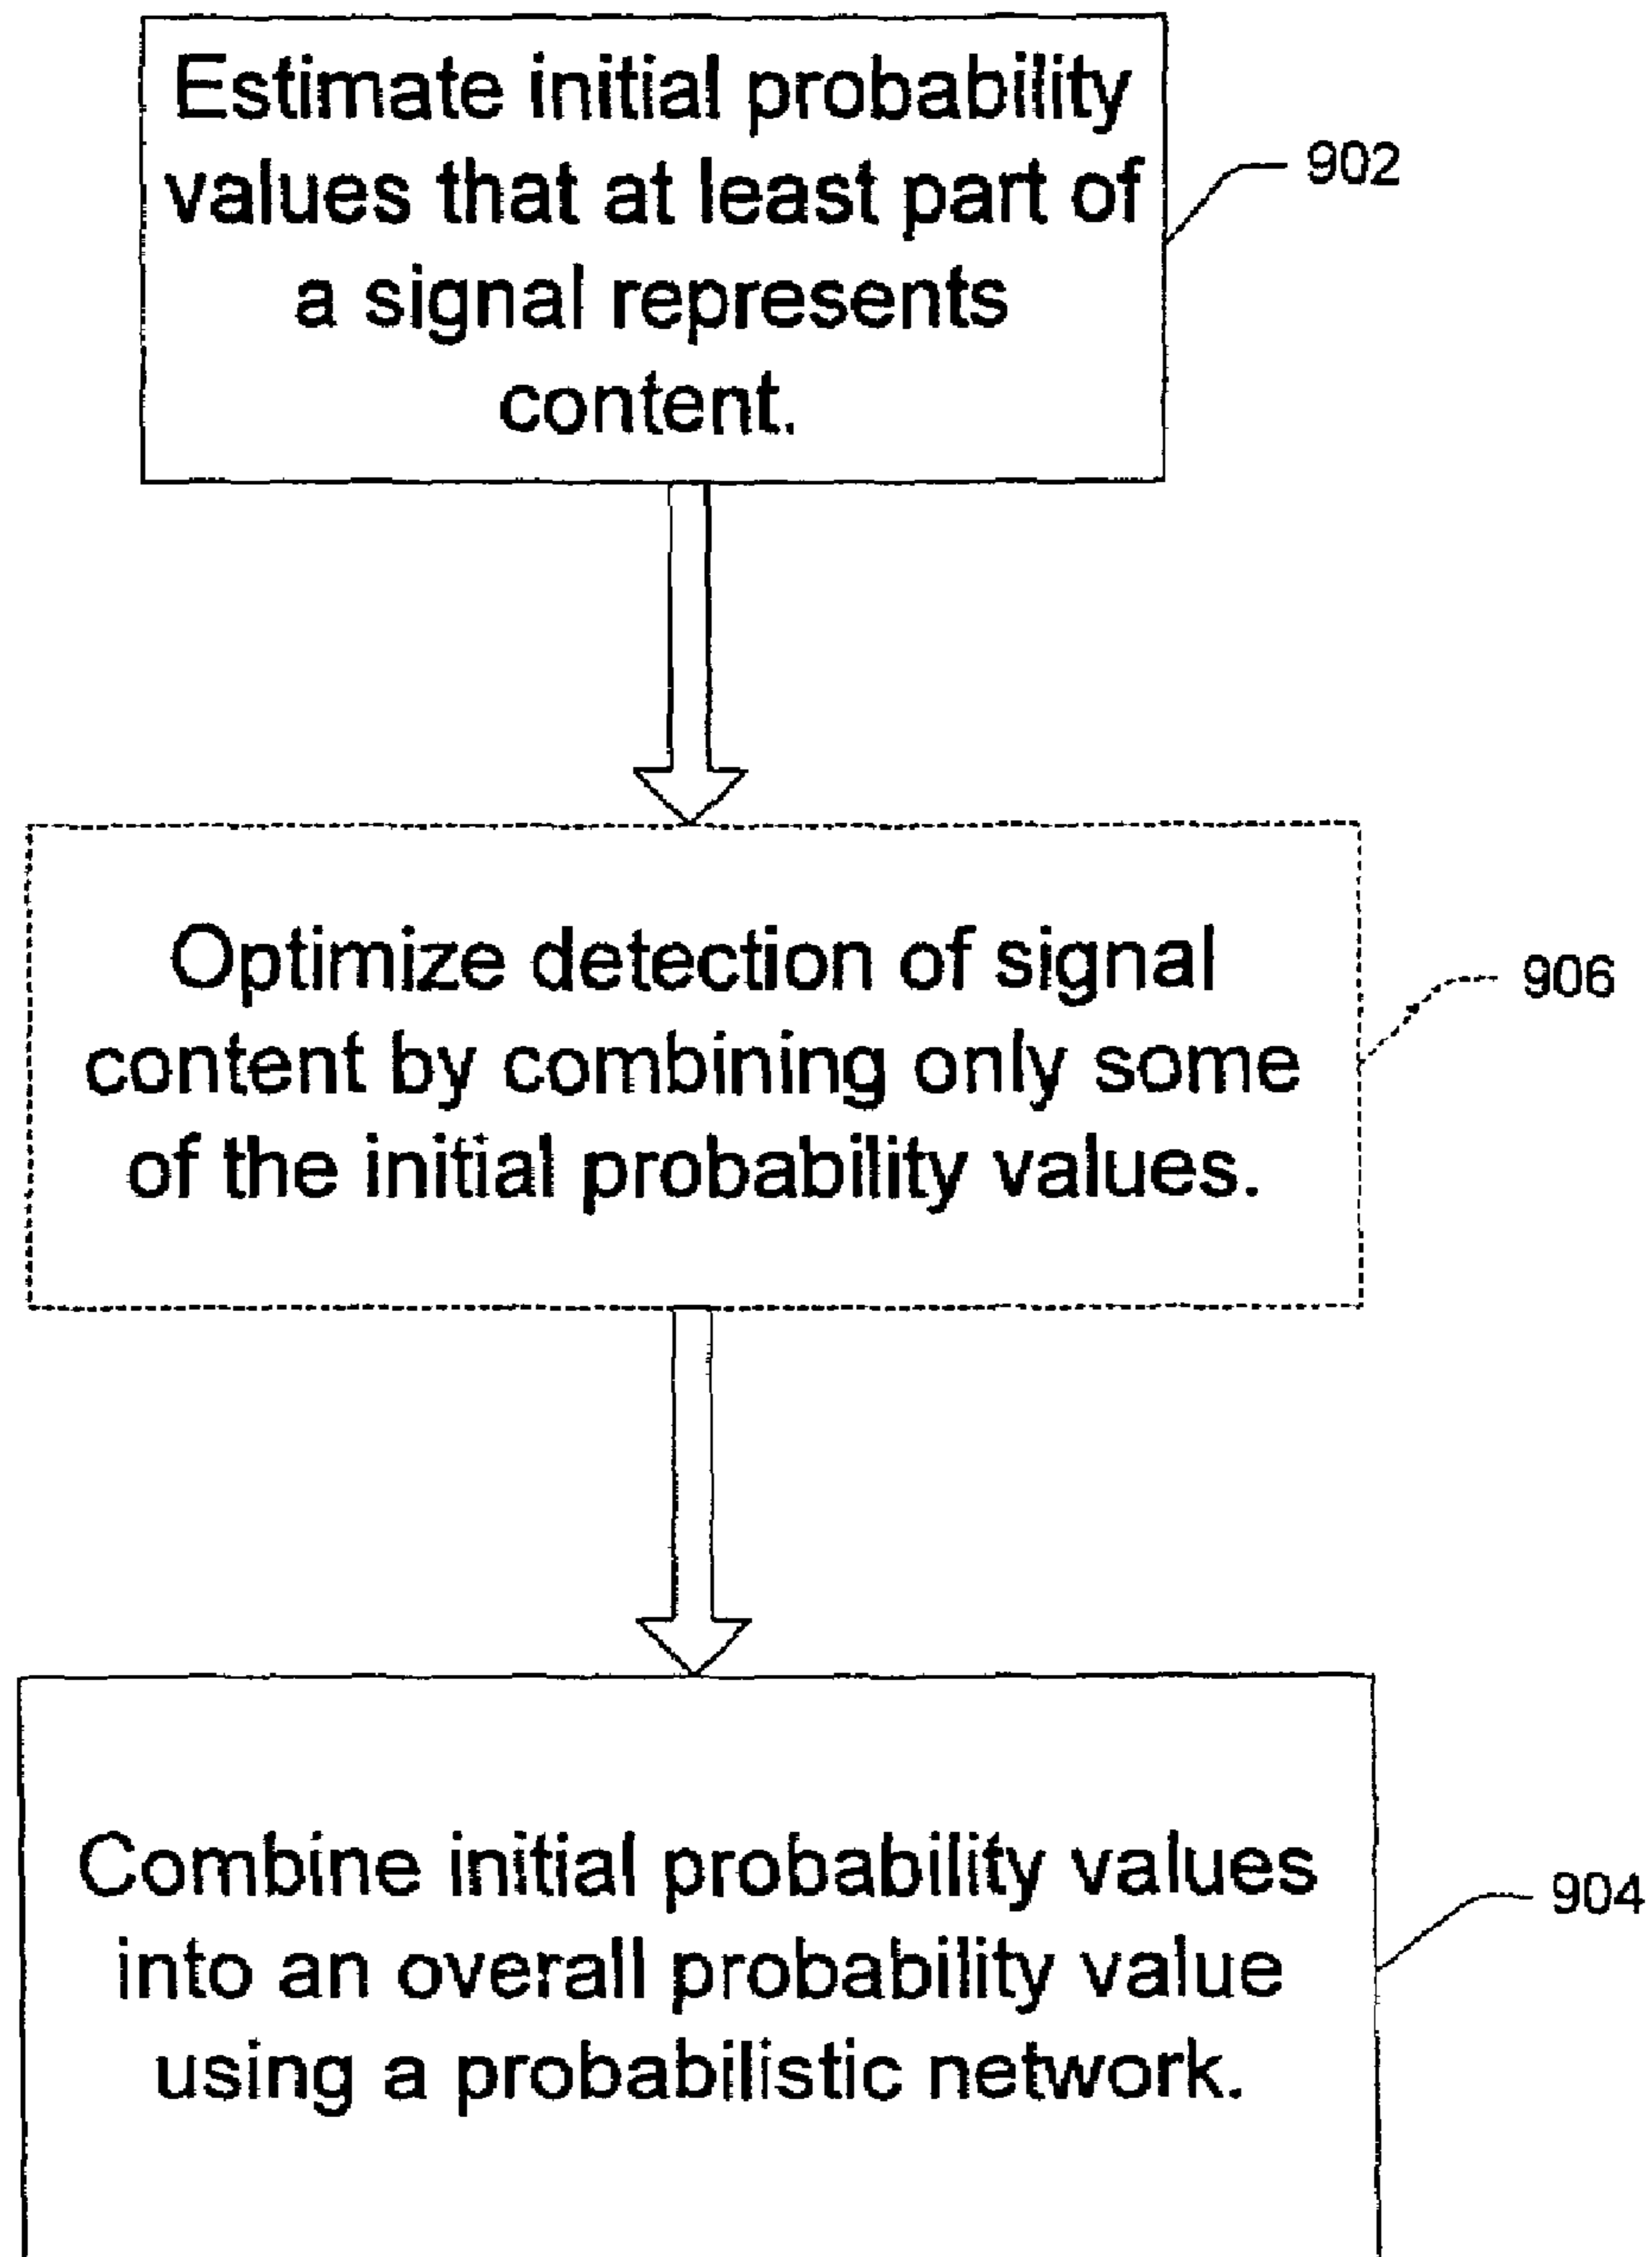 Estimate initial probability
values that at least part of
a signal represents
content.
902
Optimize detection of signal
content by combining only some
of the initial probability values.
906
Combine initial probability values
into an overall probability value
using a probabilistic network.
904